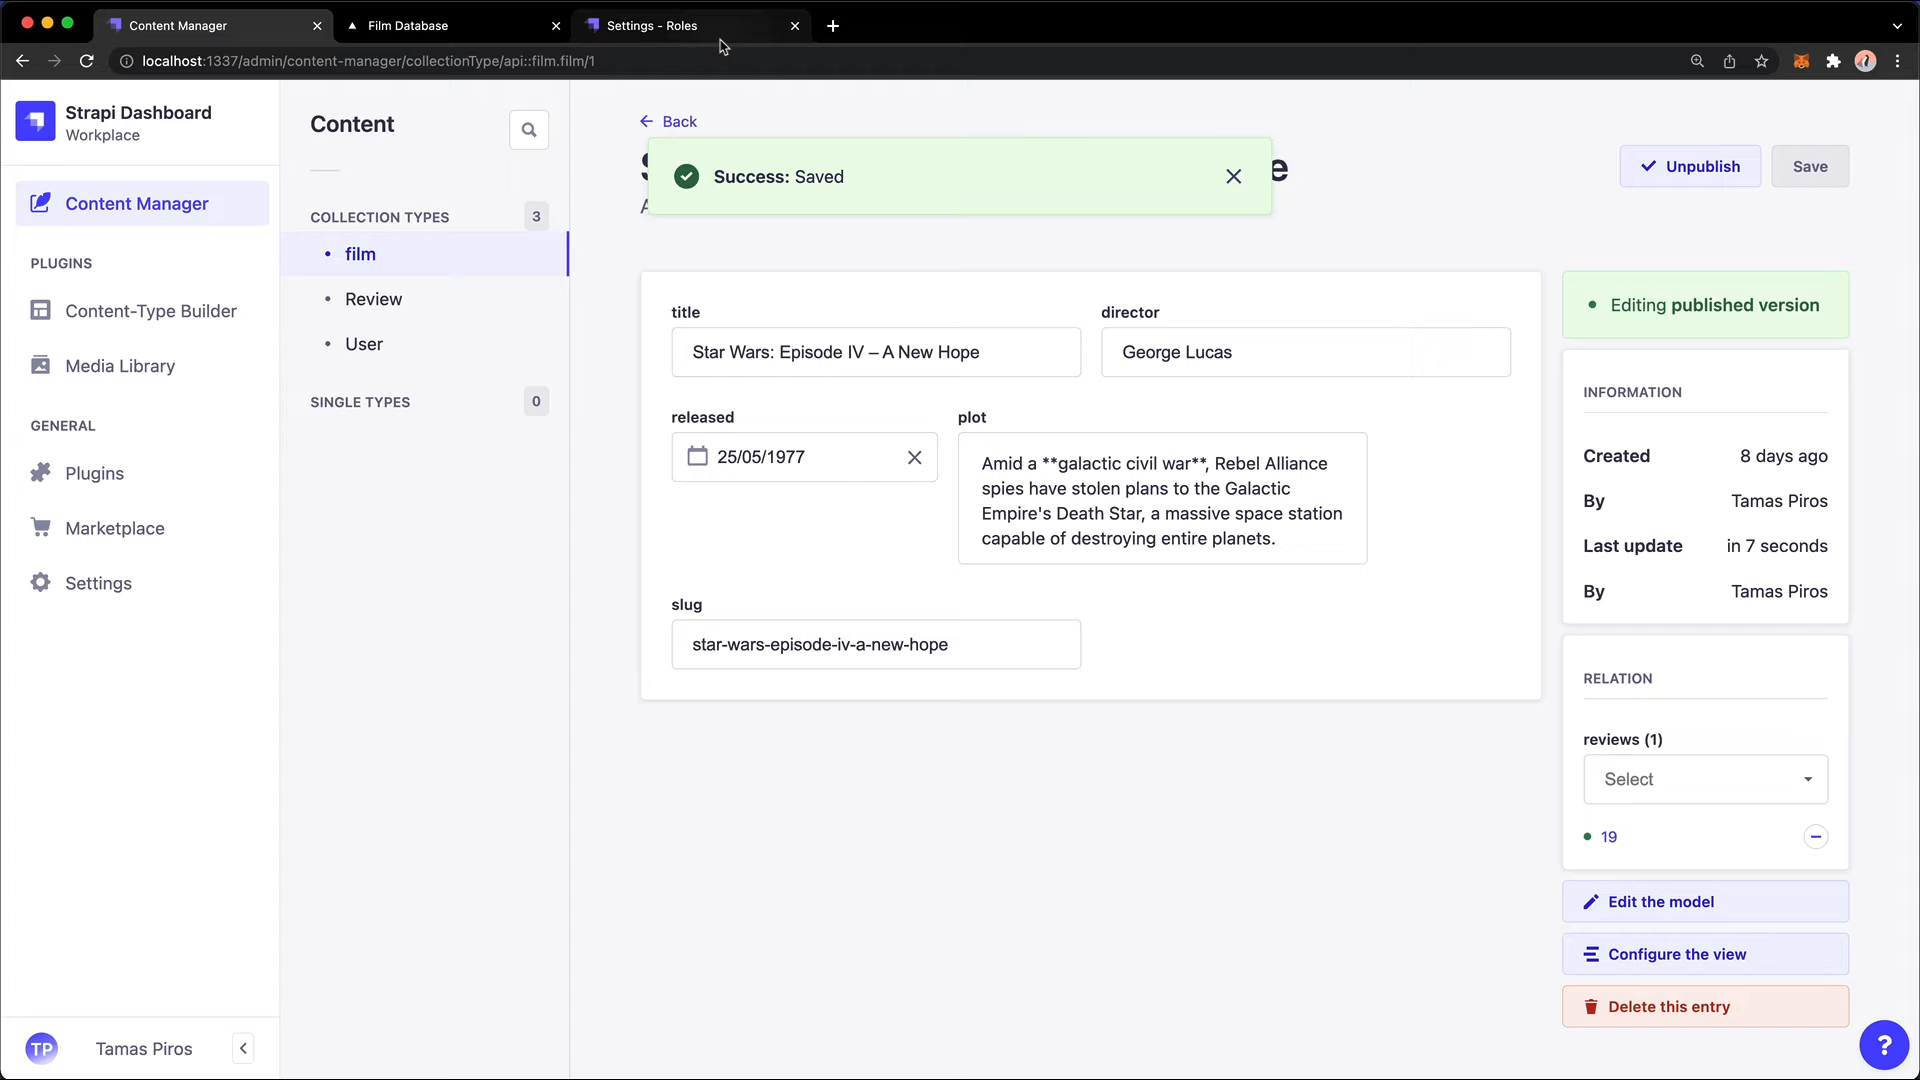 Content Manager
Film Database
Settings - Roles
localhost:1337/admin/content-manager/collectionType/api::film.film/1
Strapi Dashboard
Workplace
Content Manager
PLUGINS
Content-Type Builder
Media Library
GENERAL
Plugins
Marketplace
Settings
TP
Tamas Piros
Content
COLLECTION TYPES
3
film
Review
User
SINGLE TYPES
0
Back
Success: Saved
Unpublish
Save
title
Star Wars: Episode IV – A New Hope
director
George Lucas
released
25/05/1977
plot
Amid a **galactic civil war**, Rebel Alliance
spies have stolen plans to the Galactic
Empire's Death Star, a massive space station
capable of destroying entire planets.
slug
star-wars-episode-iv-a-new-hope
Editing published version
INFORMATION
Created
8 days ago
By
Tamas Piros
Last update
in 7 seconds
By
Tamas Piros
RELATION
reviews (1)
Select
19
Edit the model
Configure the view
Delete this entry
?